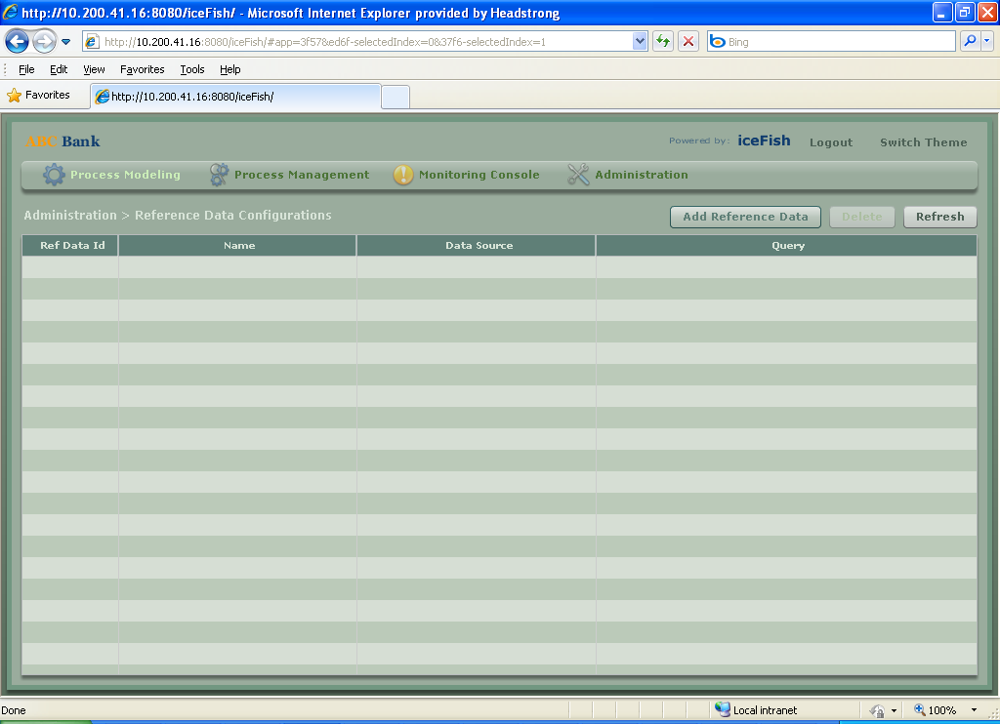 http://10.200.41.16:8080/iceFish/ - Microsoft Internet Explorer provided by Headstrong
http://10.200.41.16:8080/iceFish/#app=3f57&ed6f-selectedIndex=0&37f6-selectedIndex=1
Bing
File Edit View Favorites Tools Help
Favorites http://10.200.41.16:8080/iceFish/
ABC Bank
Powered by: iceFish Logout Switch Theme
Process Modeling Process Management Monitoring Console Administration
Administration > Reference Data Configurations
Add Reference Data Delete Refresh
Ref Data Id Name Data Source Query
Done Local intranet 100%